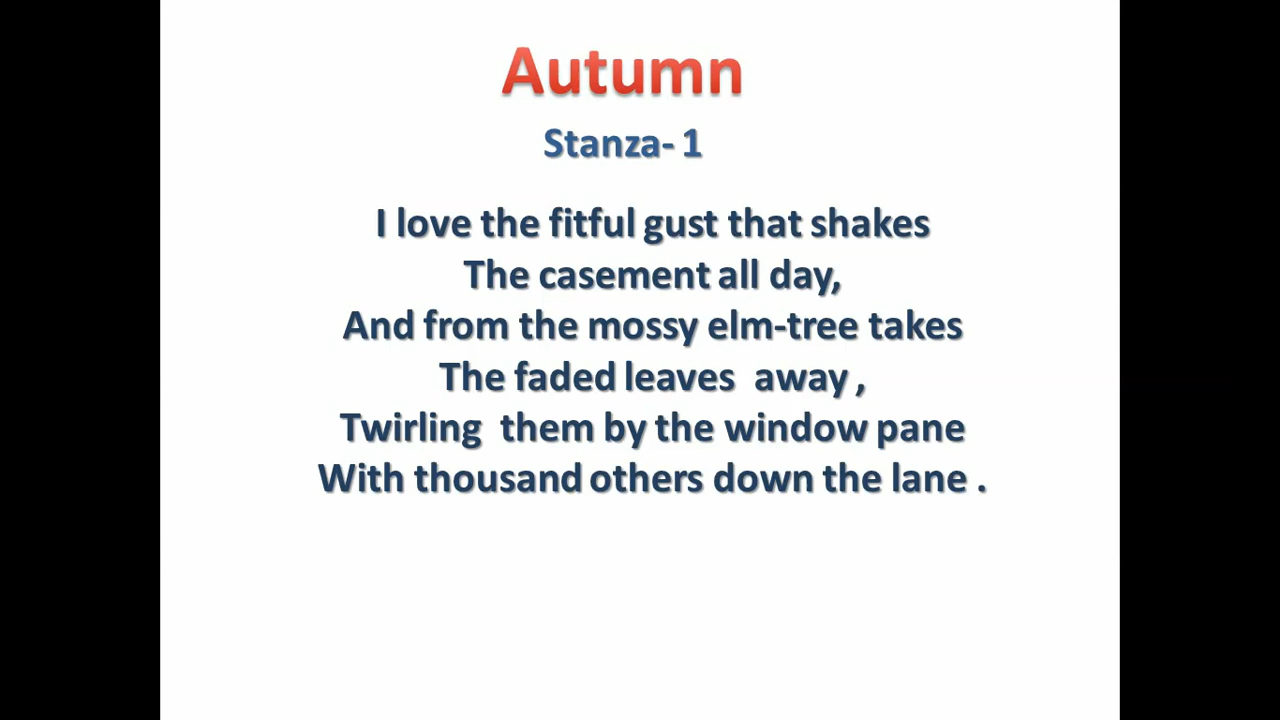 Autumn
Stanza- 1
I love the fitful gust that shakes
The casement all day,
And from the mossy elm-tree takes
The faded leaves  away ,
Twirling  them by the window pane
With thousand others down the lane .